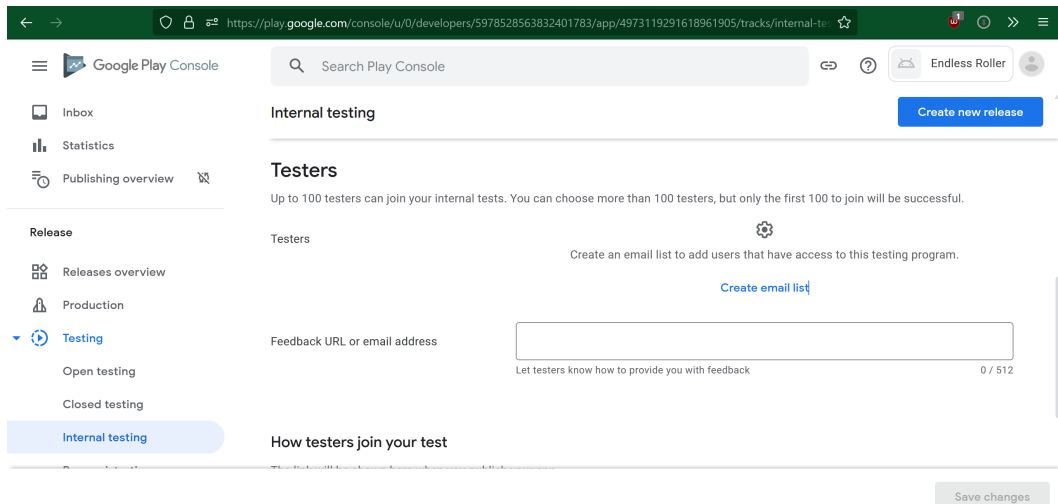 https://play.google.com/console/u/0/developers/5978528563832401783/app/4973119291618961905/tracks/internal-te
1
Google Play Console
Search Play Console
Endless Roller
Inbox
Statistics
Publishing overview
Release
Releases overview
Production
Testing
Open testing
Closed testing
Internal testing
Internal testing
Create new release
Testers
Up to 100 testers can join your internal tests. You can choose more than 100 testers, but only the first 100 to join will be successful.
Testers
Create an email list to add users that have access to this testing program.
Create email list
Feedback URL or email address
Let testers know how to provide you with feedback
0 / 512
How testers join your test
Save changes